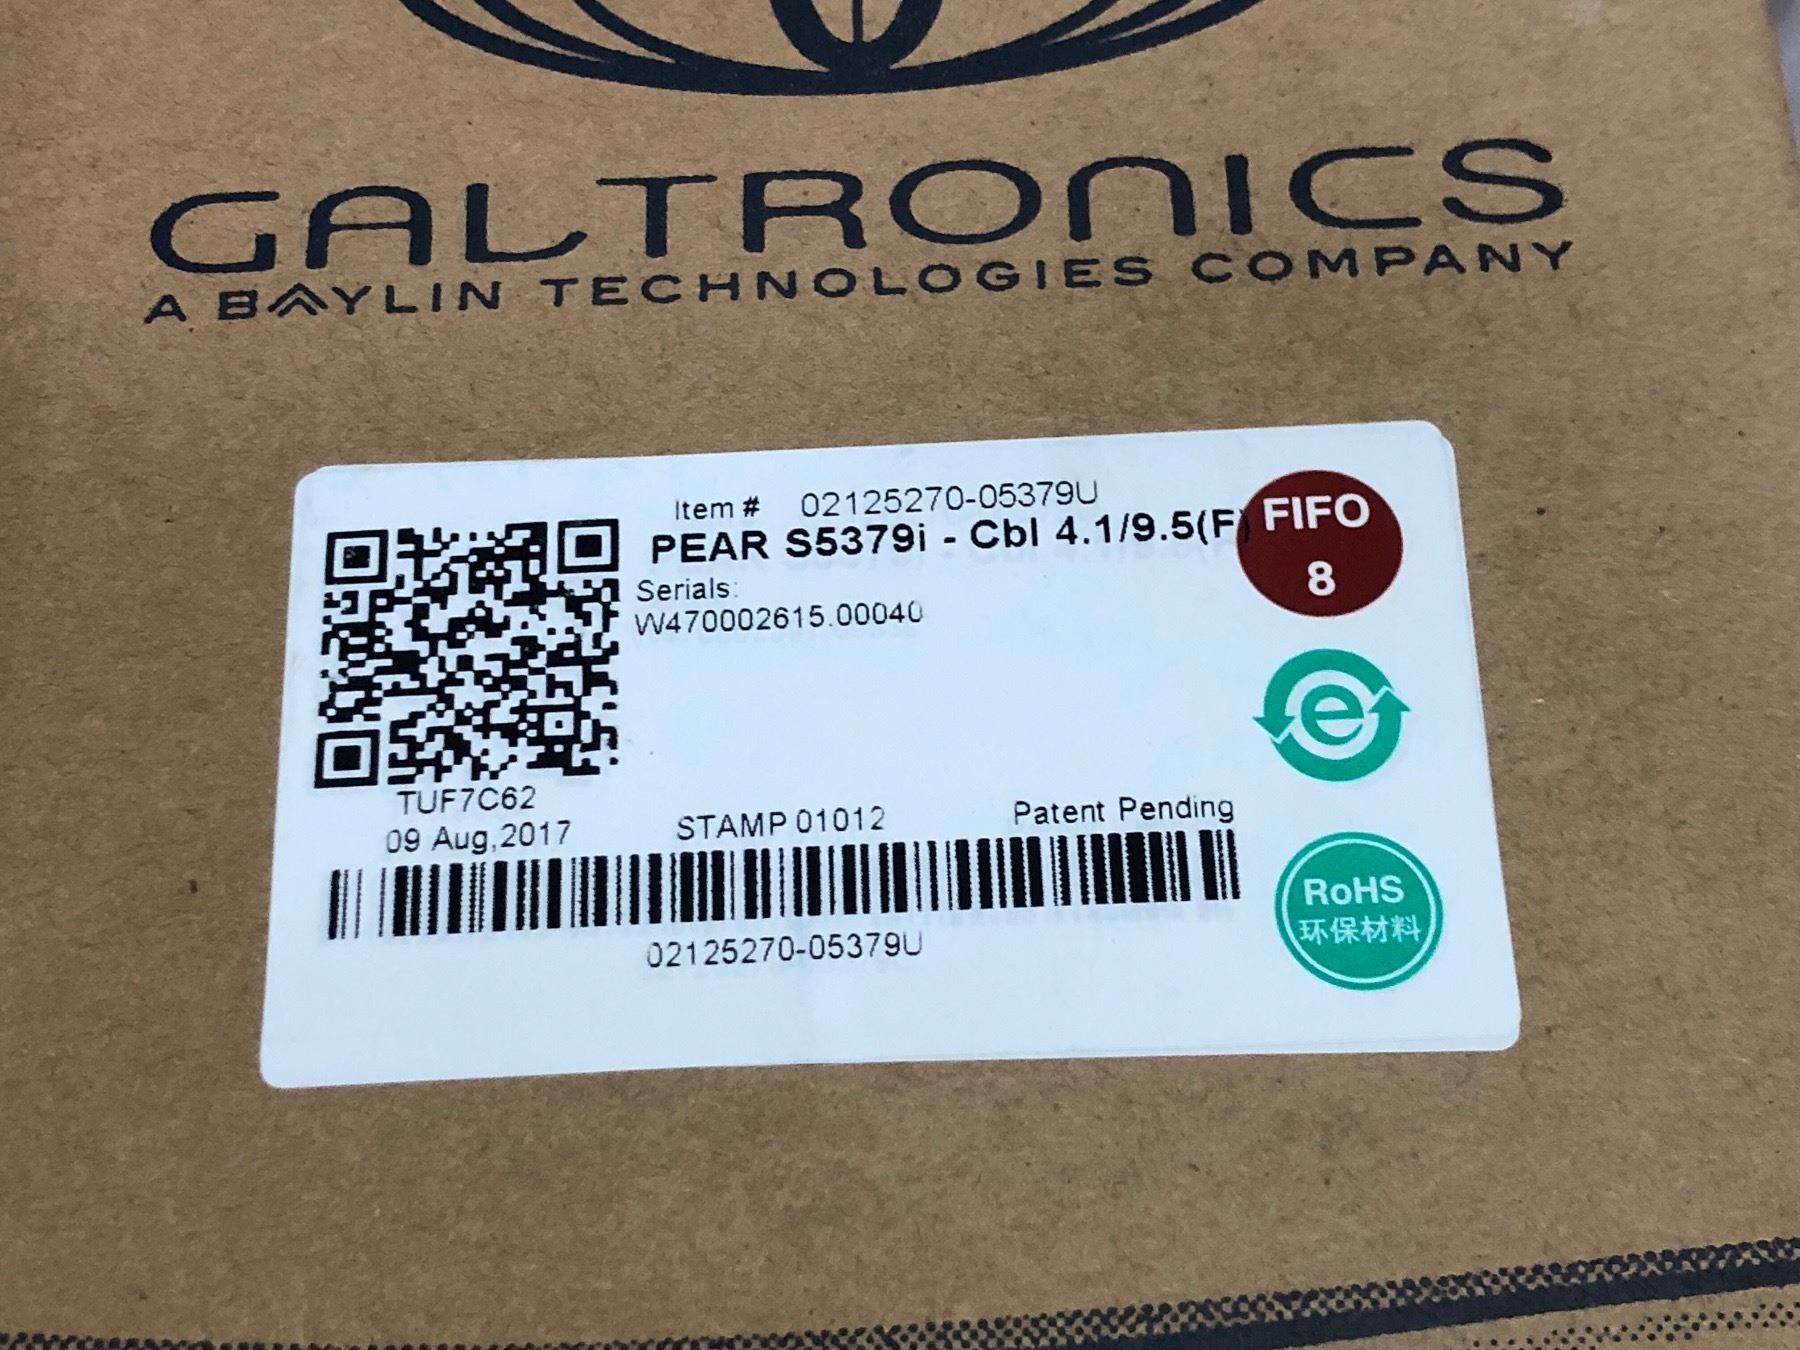 GALTRONICS
A BAYLIN TECHNOLOGIES COMPANY
Item # 02125270-05379U
PEAR S5379i - Cbl 4.1/9.5(F)
FIFO
8
Serials:
W470002615.00040
e
TUF7C62
09 Aug,2017
STAMP 01012
Patent Pending
02125270-05379U
RoHS
环保材料